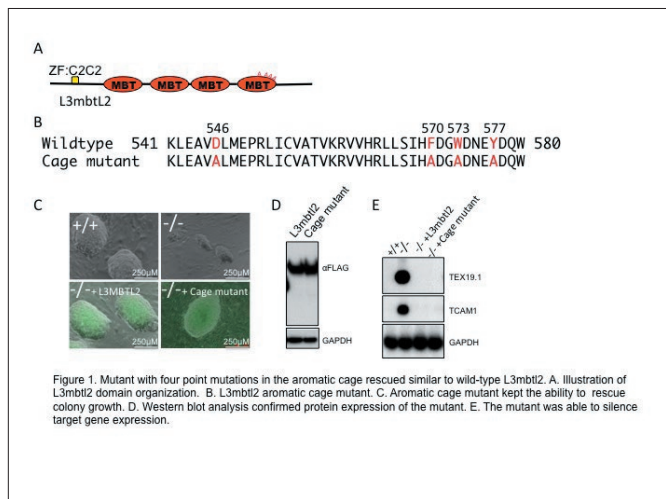 A
ZF:C2C2
MBT MBT MBT MBT
L3mbtL2
B
546 570 573 577
Wildtype 541 KLEAVDLMEPRLICVATVKRVVHRLLSIHFDGWDNEYDQW 580
Cage mutant KLEAVALMEPRLICVATVKRVVHRLLSIHADGADNEADQW
C
+/+
250μM
-/-
250μM
-/-+ L3MBTL2
250μM
-/-+ Cage mutant
250μM
D
L3mbtl2
Cage mutant
αFLAG
GAPDH
E
+/+
-/-
-/-+L3mbtl2
-/-+Cage mutant
TEX19.1
TCAM1
GAPDH
Figure 1. Mutant with four point mutations in the aromatic cage rescued similar to wild-type L3mbtl2. A. Illustration of
L3mbtl2 domain organization. B. L3mbtl2 aromatic cage mutant. C. Aromatic cage mutant kept the ability to rescue
colony growth. D. Western blot analysis confirmed protein expression of the mutant. E. The mutant was able to silence
target gene expression.